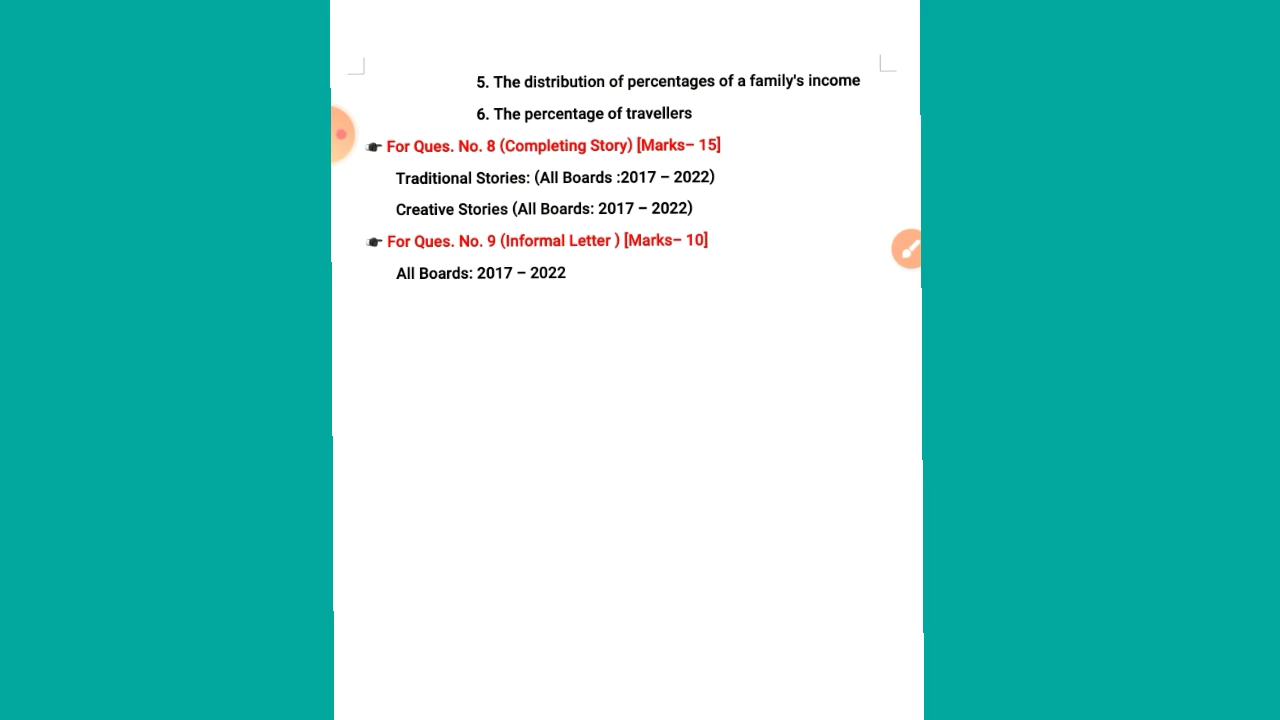 5. The distribution of percentages of a family's income
6. The percentage of travellers
For Ques. No. 8 (Completing Story) [Marks– 15]
Traditional Stories: (All Boards :2017 – 2022)
Creative Stories (All Boards: 2017 – 2022)
For Ques. No. 9 (Informal Letter ) [Marks– 10]
All Boards: 2017 – 2022